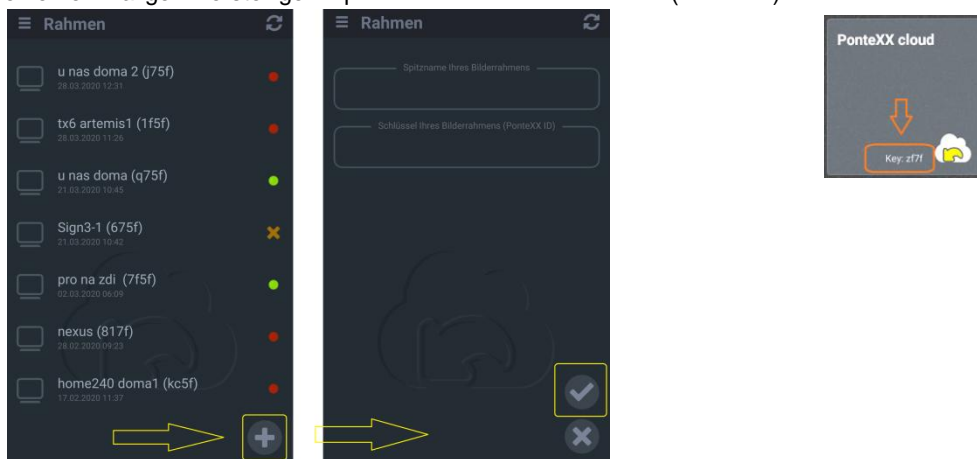 Rahmen
u nas doma 2 (j75f)
28.03.2020 12:31
tx6 artemis1 (1f5f)
28.03.2020 11:26
u nas doma (q75f)
21.03.2020 10:45
Sign3-1 (675f)
21.03.2020 10:42
pro na zdi (7f5f)
02.03.2020 06:09
nexus (817f)
28.02.2020 09:23
home240 doma1 (kc5f)
17.02.2020 11:37
Rahmen
Spitzname Ihres Bilderrahmens
Schlüssel Ihres Bilderrahmens (PonteXX ID)
PonteXX cloud
Key: zf7f